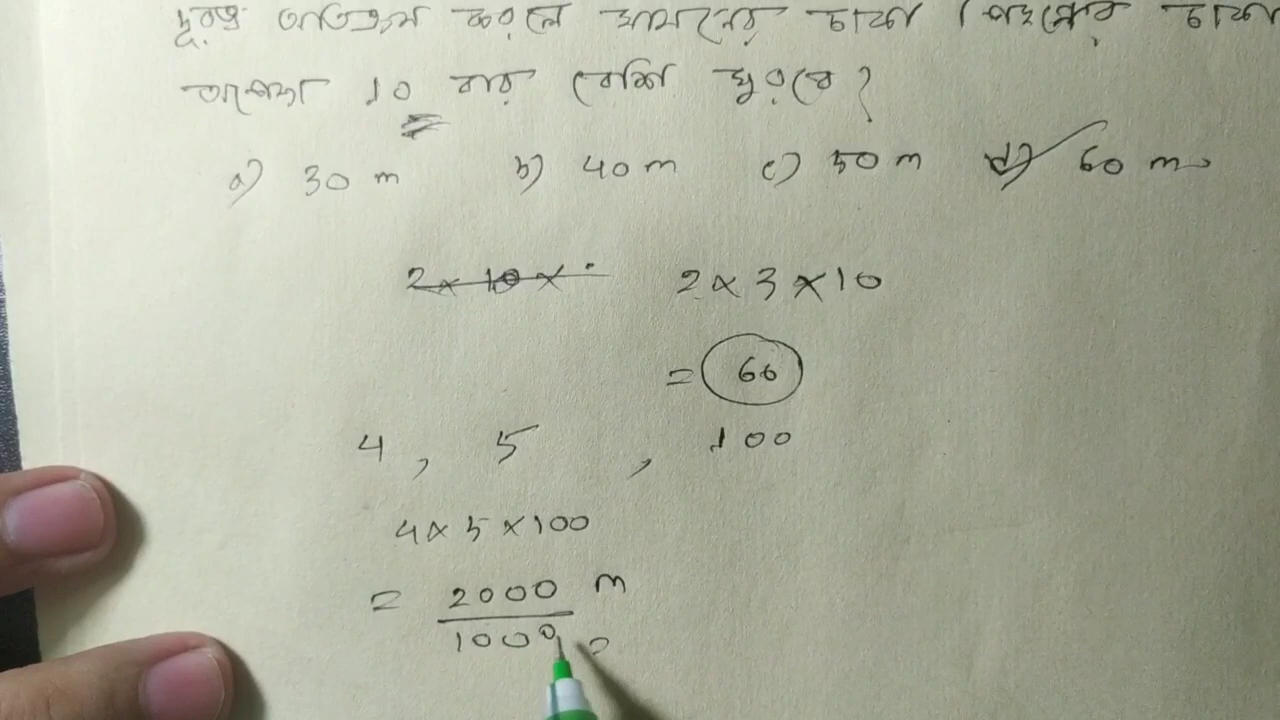 দূরত্ব অতিক্রম করলে সামনের চাকা পিছনের চাকা
অপেক্ষা 10 বার বেশি ঘুরবে?
a) 30 m b) 40 m c) 50 m d) 60 m
2 × 10 × 2 × 3 × 10
= 60
4 , 5 , 100
4 × 5 × 100
= 2000 m
1000